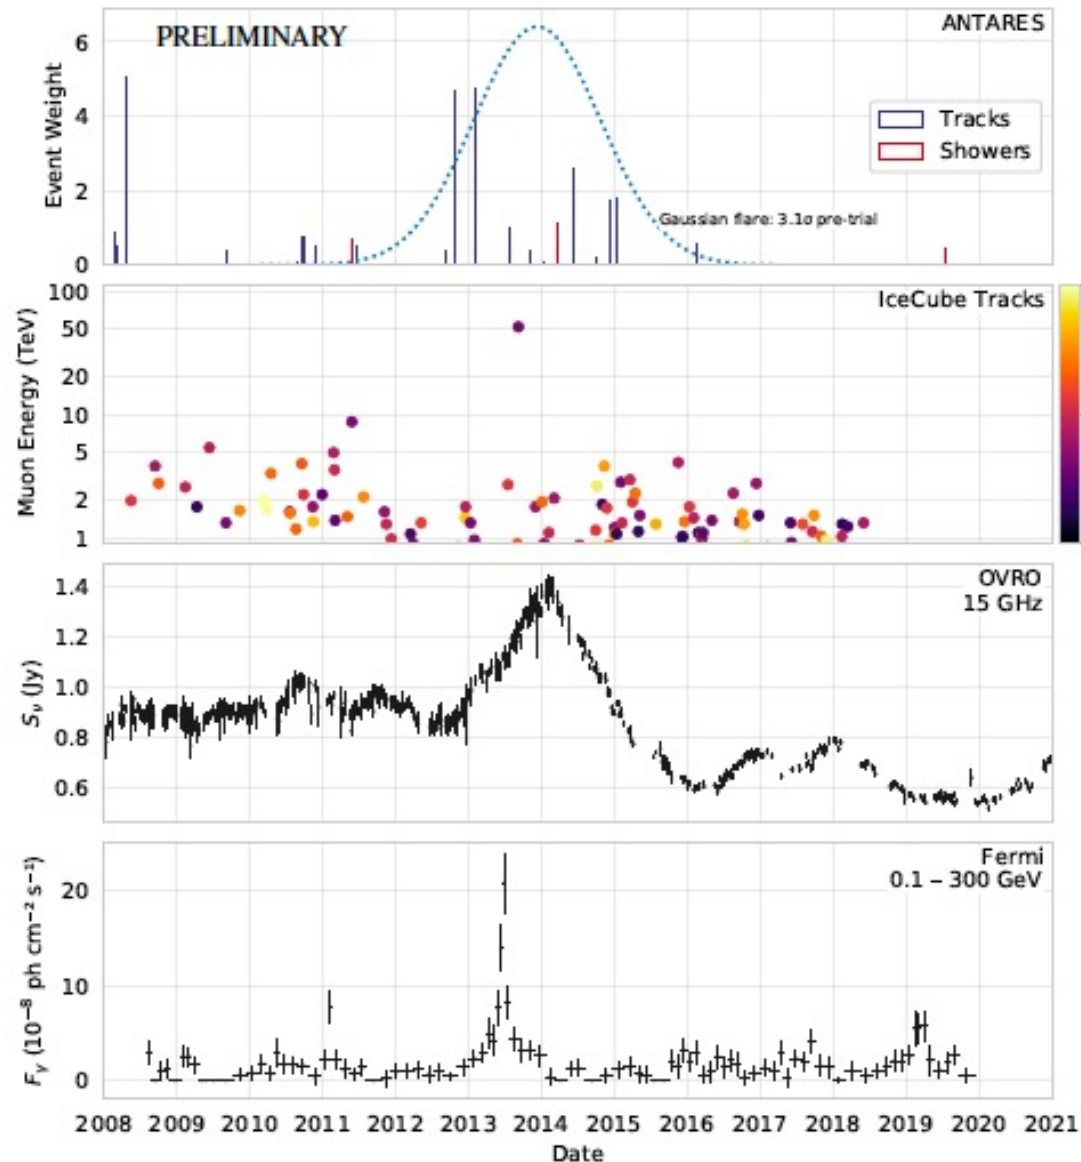 PRELIMINARY
ANTARES
Event Weight
6
4
2
0
Tracks
Showers
Gaussian flare: 3.1σ pre-trial
IceCube Tracks
Muon Energy (TeV)
100
50
20
10
5
2
1
OVRO
15 GHz
Sν (Jy)
1.4
1.2
1.0
0.8
0.6
Fermi
0.1 – 300 GeV
Fγ (10⁻⁸ ph cm⁻² s⁻¹)
20
10
0
2008 2009 2010 2011 2012 2013 2014 2015 2016 2017 2018 2019 2020 2021
Date